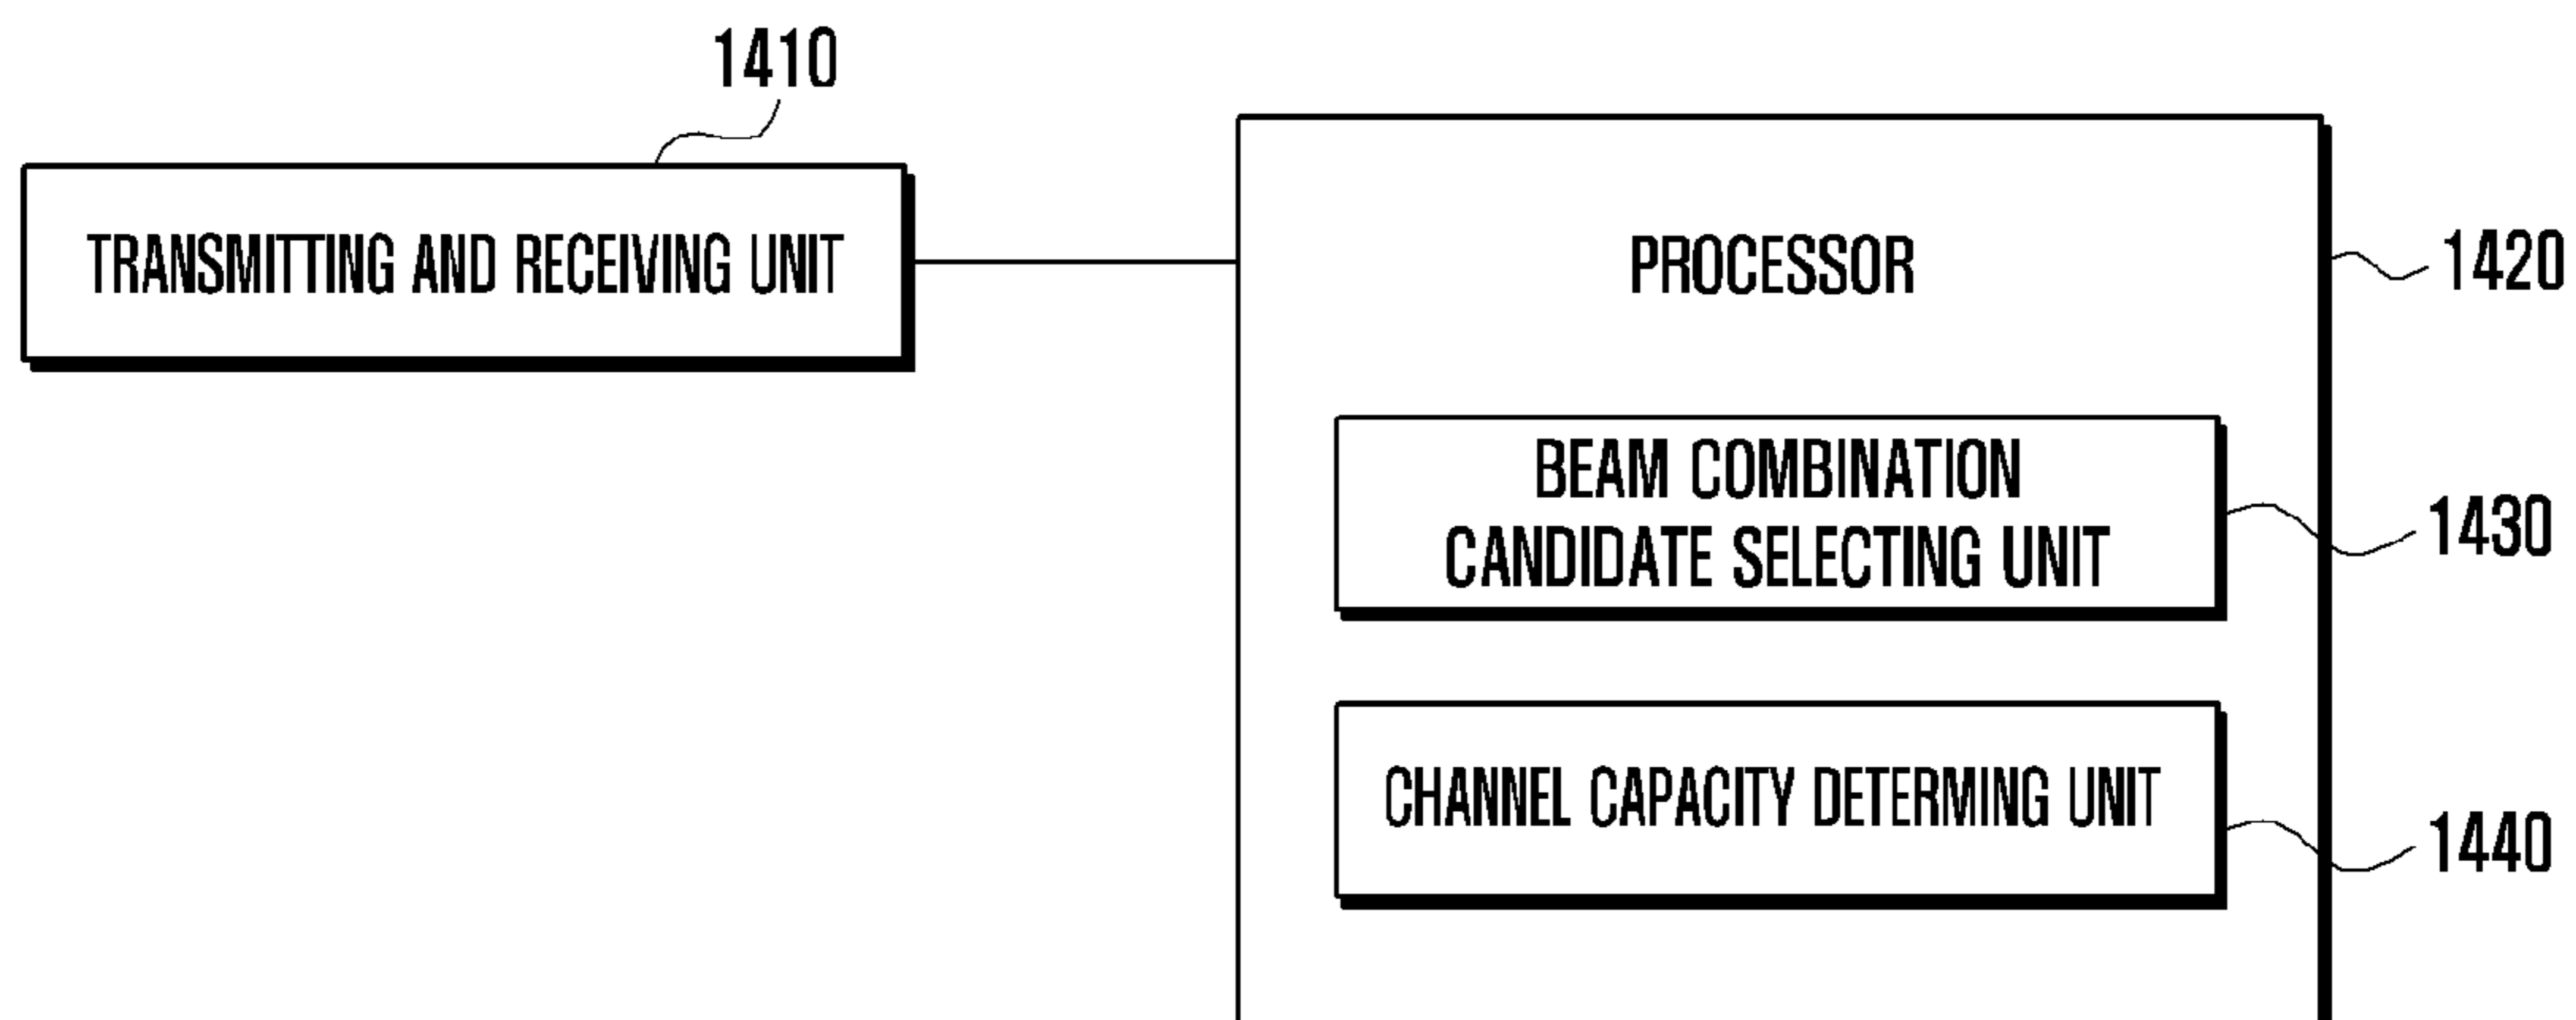 1410
TRANSMITTING AND RECEIVING UNIT
PROCESSOR
1420
BEAM COMBINATION
CANDIDATE SELECTING UNIT
1430
CHANNEL CAPACITY DETERMING UNIT
1440